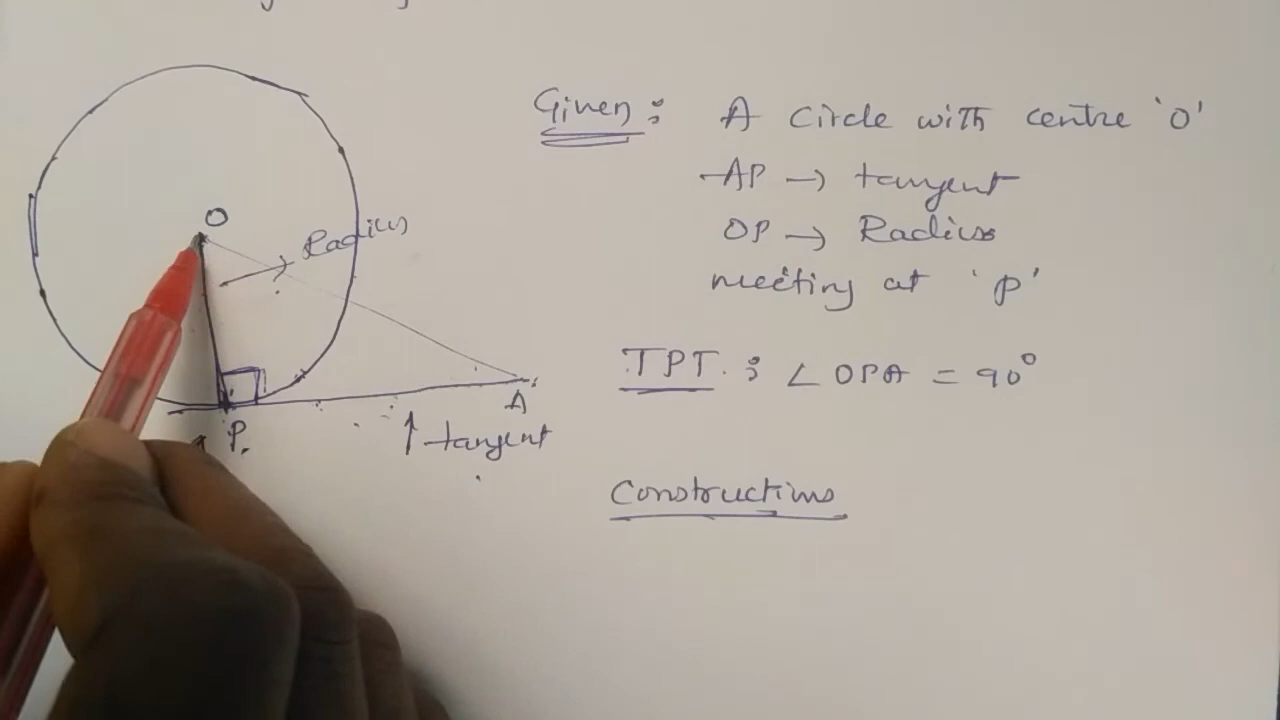 Given : A Circle with centre 'O'
AP → tangent
OP → Radius
meeting at 'P'
TPT : ∠OPA = 90°
Constructions
O
Radius
A
P.
↑ tangent